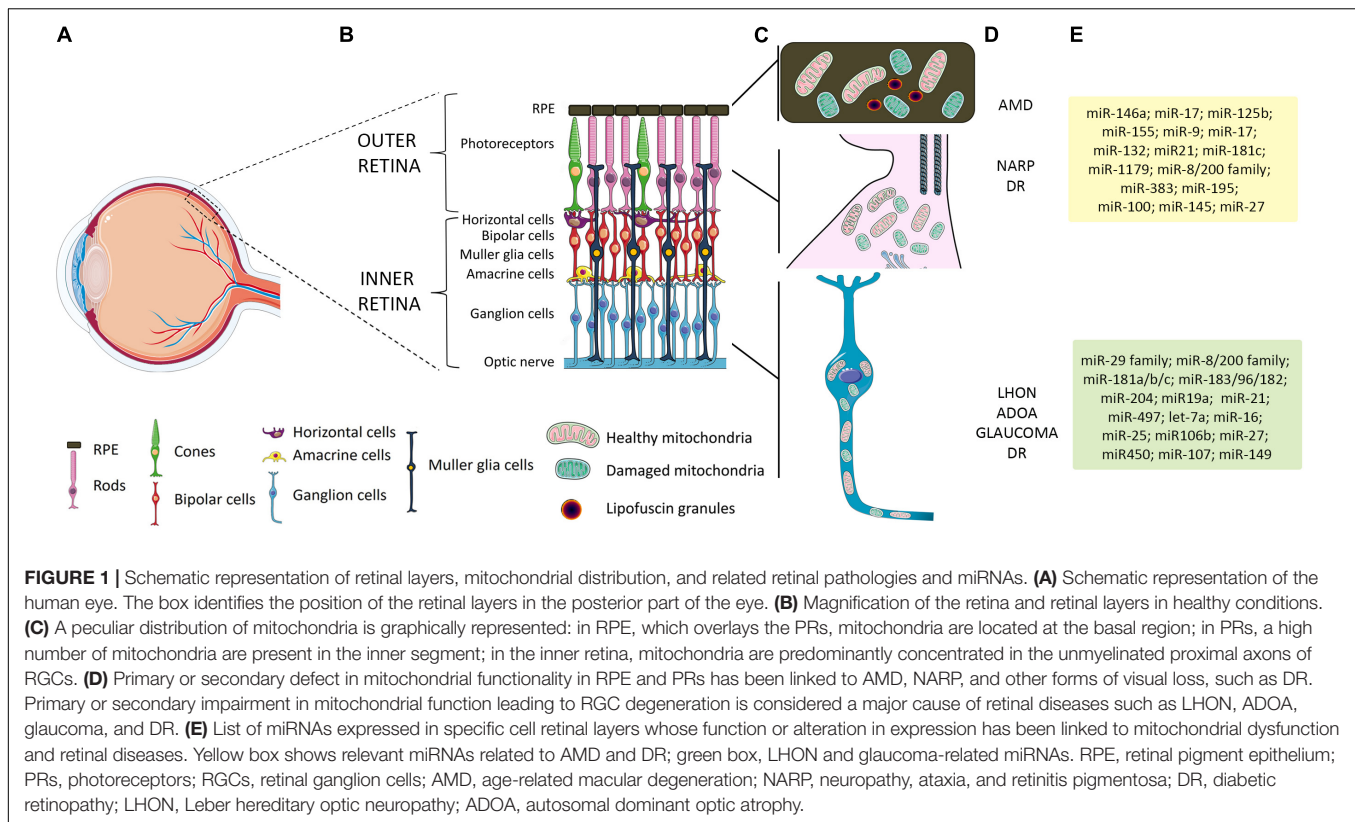 A
B
C
D
E
RPE
Photoreceptors
OUTER
RETINA
Horizontal cells
Bipolar cells
Muller glia cells
Amacrine cells
INNER
RETINA
Ganglion cells
Optic nerve
AMD
NARP
DR
LHON
ADOA
GLAUCOMA
DR
miR-146a; miR-17; miR-125b;
miR-155; miR-9; miR-17;
miR-132; miR21; miR-181c;
miR-1179; miR-8/200 family;
miR-383; miR-195;
miR-100; miR-145; miR-27
miR-29 family; miR-8/200 family;
miR-181a/b/c; miR-183/96/182;
miR-204; miR19a; miR-21;
miR-497; let-7a; miR-16;
miR-25; miR106b; miR-27;
miR450; miR-107; miR-149
RPE
Rods
Cones
Bipolar cells
Horizontal cells
Amacrine cells
Ganglion cells
Muller glia cells
Healthy mitochondria
Damaged mitochondria
Lipofuscin granules
FIGURE 1 | Schematic representation of retinal layers, mitochondrial distribution, and related retinal pathologies and miRNAs. (A) Schematic representation of the
human eye. The box identifies the position of the retinal layers in the posterior part of the eye. (B) Magnification of the retina and retinal layers in healthy conditions.
(C) A peculiar distribution of mitochondria is graphically represented: in RPE, which overlays the PRs, mitochondria are located at the basal region; in PRs, a high
number of mitochondria are present in the inner segment; in the inner retina, mitochondria are predominantly concentrated in the unmyelinated proximal axons of
RGCs. (D) Primary or secondary defect in mitochondrial functionality in RPE and PRs has been linked to AMD, NARP, and other forms of visual loss, such as DR.
Primary or secondary impairment in mitochondrial function leading to RGC degeneration is considered a major cause of retinal diseases such as LHON, ADOA,
glaucoma, and DR. (E) List of miRNAs expressed in specific cell retinal layers whose function or alteration in expression has been linked to mitochondrial dysfunction
and retinal diseases. Yellow box shows relevant miRNAs related to AMD and DR; green box, LHON and glaucoma-related miRNAs. RPE, retinal pigment epithelium;
PRs, photoreceptors; RGCs, retinal ganglion cells; AMD, age-related macular degeneration; NARP, neuropathy, ataxia, and retinitis pigmentosa; DR, diabetic
retinopathy; LHON, Leber hereditary optic neuropathy; ADOA, autosomal dominant optic atrophy.